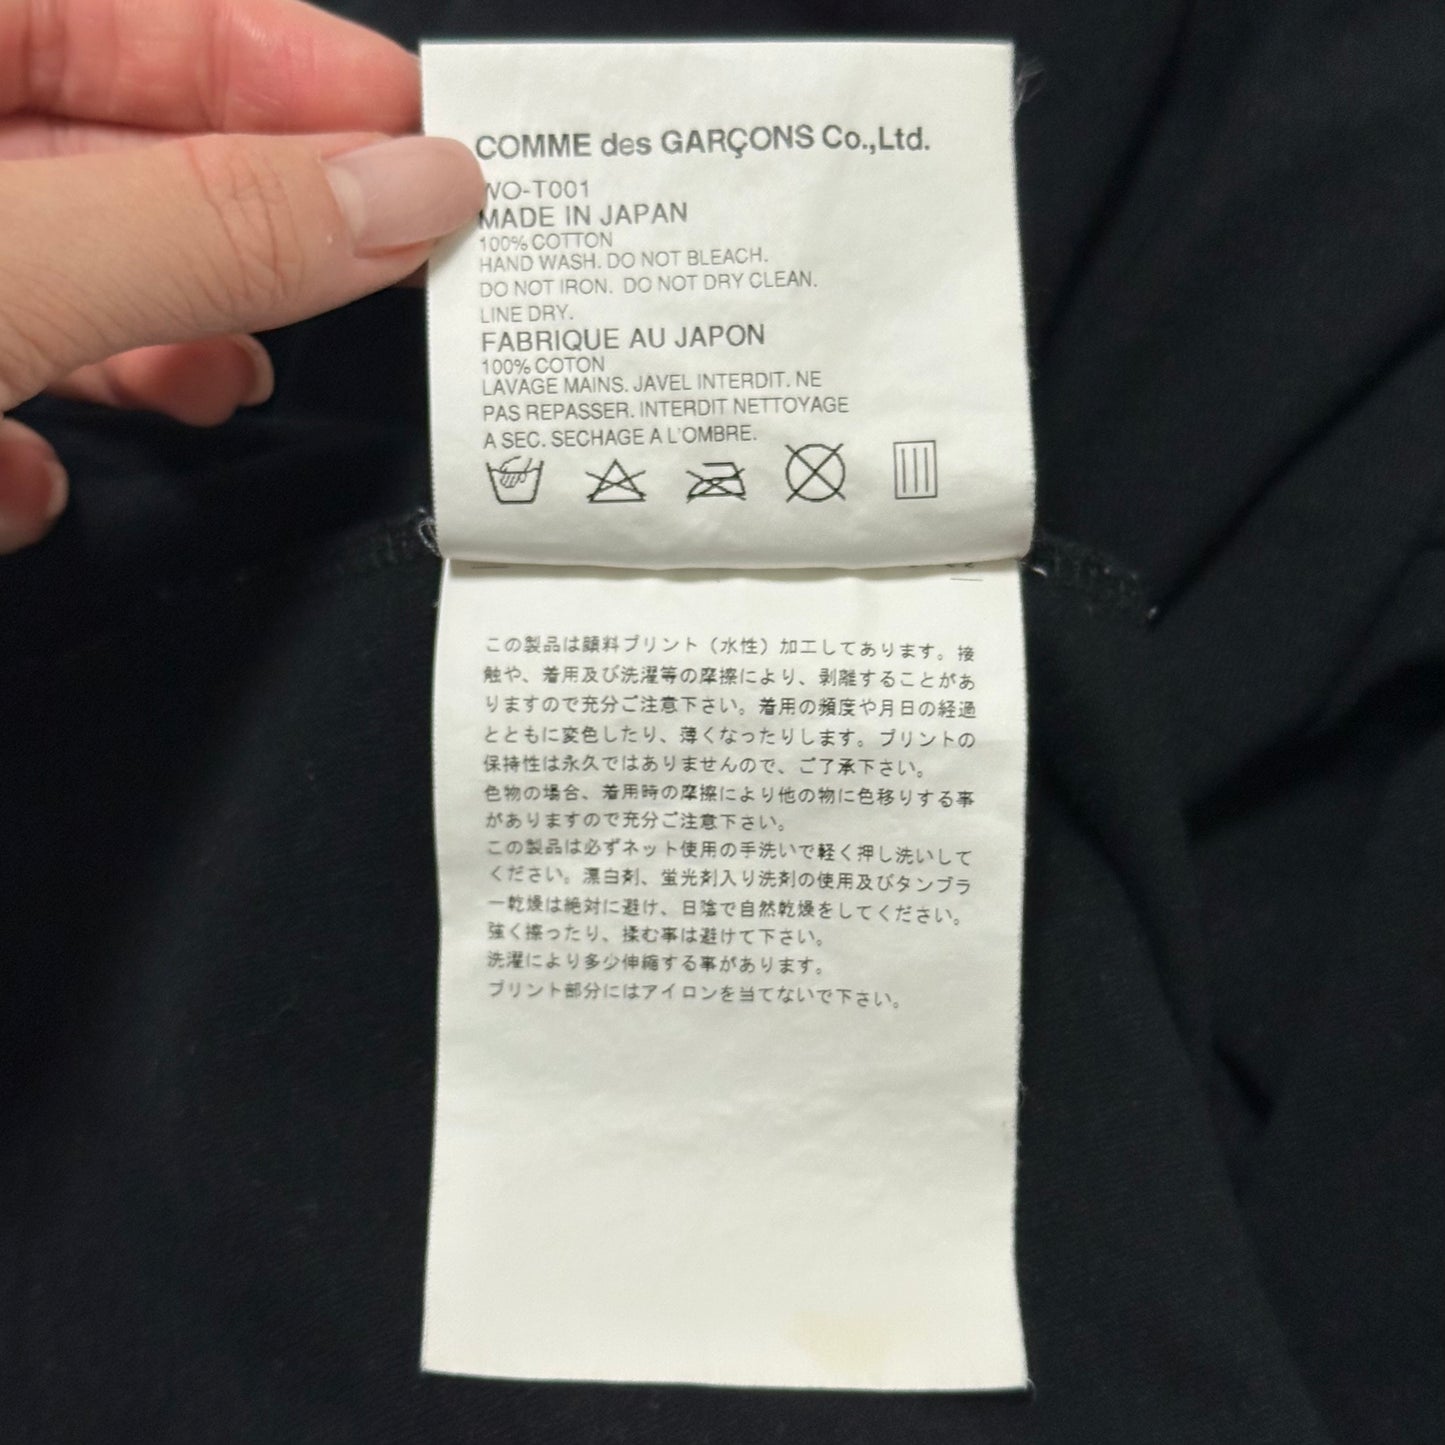 COMME des GARÇONS Co.,Ltd.
WO-T001
MADE IN JAPAN
100% COTTON
HAND WASH. DO NOT BLEACH.
DO NOT IRON. DO NOT DRY CLEAN.
LINE DRY.
FABRIQUE AU JAPON
100% COTON
LAVAGE MAINS. JAVEL INTERDIT. NE
PAS REPASSER. INTERDIT NETTOYAGE
A SEC. SECHAGE A L'OMBRE.
この製品は顔料プリント（水性）加工してあります。接
触や、着用及び洗濯等の摩擦により、剥離することがあ
りますので充分ご注意下さい。着用の頻度や月日の経過
とともに変色したり、薄くなったりします。プリントの
保持性は永久ではありませんので、ご了承下さい。
色物の場合、着用時の摩擦により他の物に色移りする事
がありますので充分ご注意下さい。
この製品は必ずネット使用の手洗いで軽く押し洗いして
ください。漂白剤、蛍光剤入り洗剤の使用及びタンブラ
ー乾燥は絶対に避け、日陰で自然乾燥をしてください。
強く擦ったり、揉む事は避けて下さい。
洗濯により多少伸縮する事があります。
プリント部分にはアイロンを当てないで下さい。